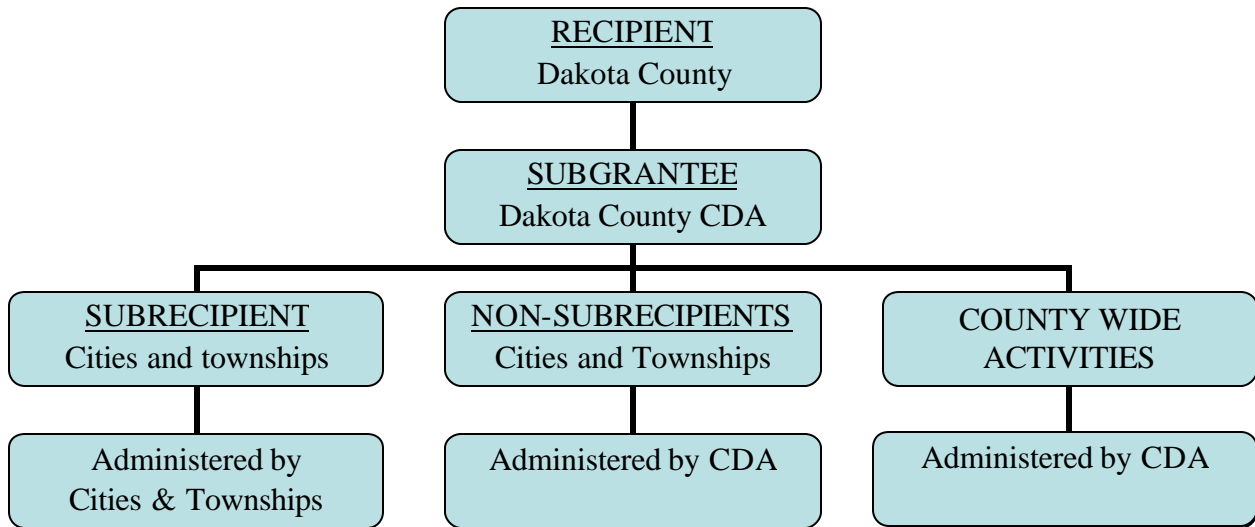 RECIPIENT
Dakota County
SUBGRANTEE
Dakota County CDA
SUBRECIPIENT
Cities and townships
NON-SUBRECIPIENTS
Cities and Townships
COUNTY WIDE
ACTIVITIES
Administered by
Cities & Townships
Administered by CDA
Administered by CDA